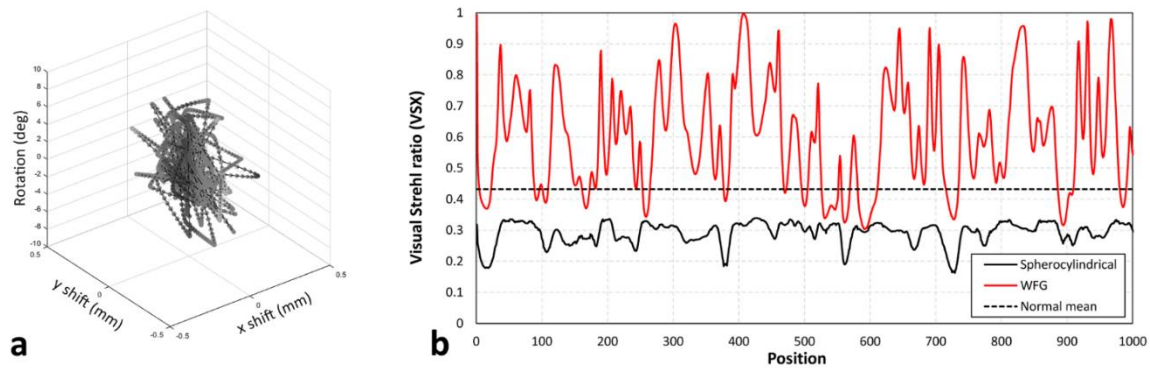 10
8
6
4
2
0
-2
-4
-6
-8
-10
Rotation (deg)
0.5
0
-0.5
y shift (mm)
-0.5
0
0.5
x shift (mm)
a
1
0.9
0.8
0.7
0.6
0.5
0.4
0.3
0.2
0.1
0
Visual Strehl ratio (VSX)
Spherocylindrical
WFG
Normal mean
0 100 200 300 400 500 600 700 800 900 1000
Position
b